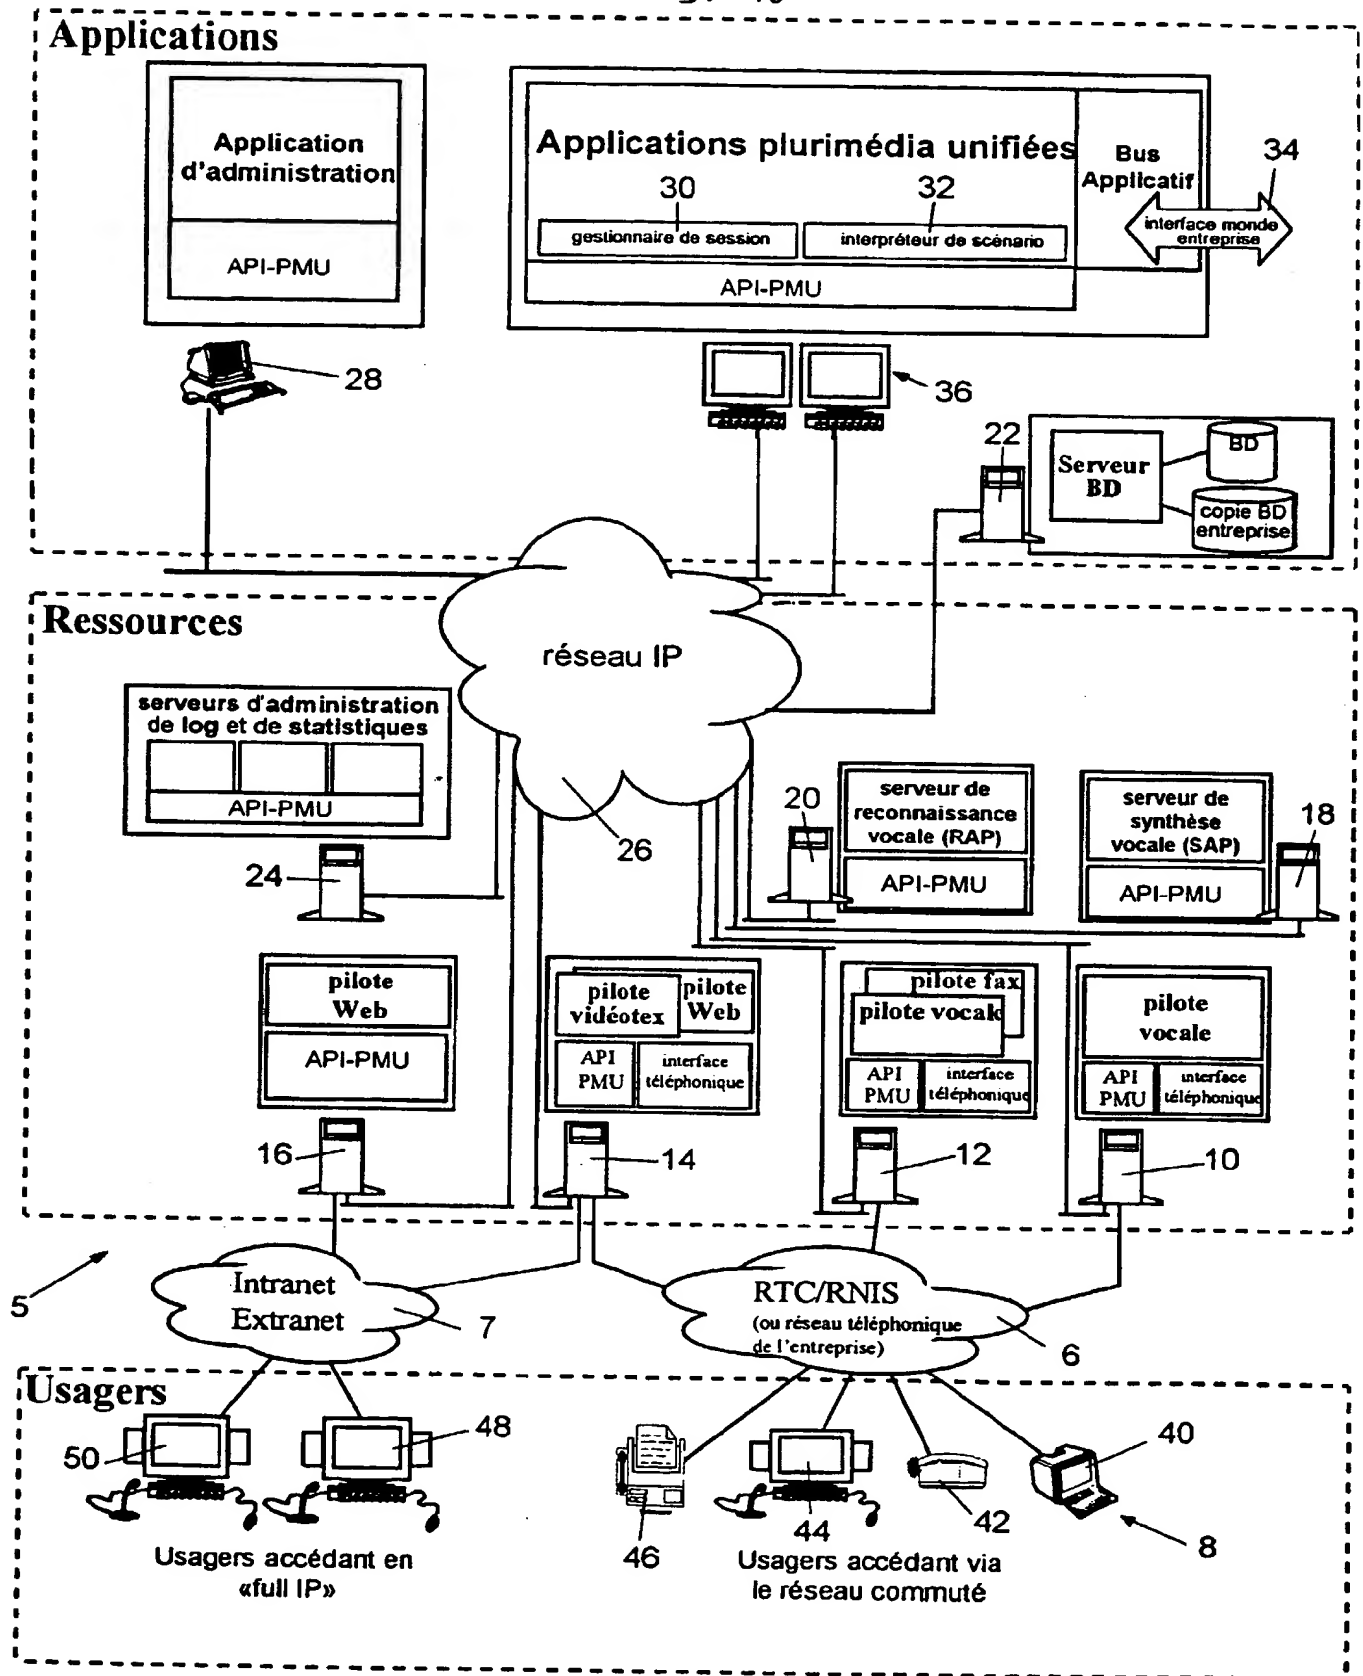 Applications
Application
d'administration
API-PMU
Applications plurimédia unifiées
30
32
gestionnaire de session
interpréteur de scénario
API-PMU
Bus
Applicatif
34
interface monde
entreprise
28
36
22
Serveur
BD
BD
copie BD
entreprise
Ressources
réseau IP
serveurs d'administration
de log et de statistiques
API-PMU
24
26
20
serveur de
reconnaissance
vocale (RAP)
API-PMU
serveur de
synthèse
vocale (SAP)
API-PMU
18
pilote
Web
API-PMU
pilote
vidéotex
pilote
Web
API
PMU
interface
téléphonique
pilote fax
pilote vocak
API
PMU
interface
téléphonique
pilote
vocale
API
PMU
interface
téléphonique
16
14
12
10
5
Intranet
Extranet
7
RTC/RNIS
(ou réseau téléphonique
de l'entreprise)
6
Usagers
50
48
46
44
42
40
8
Usagers accédant en
«full IP»
Usagers accédant via
le réseau commuté